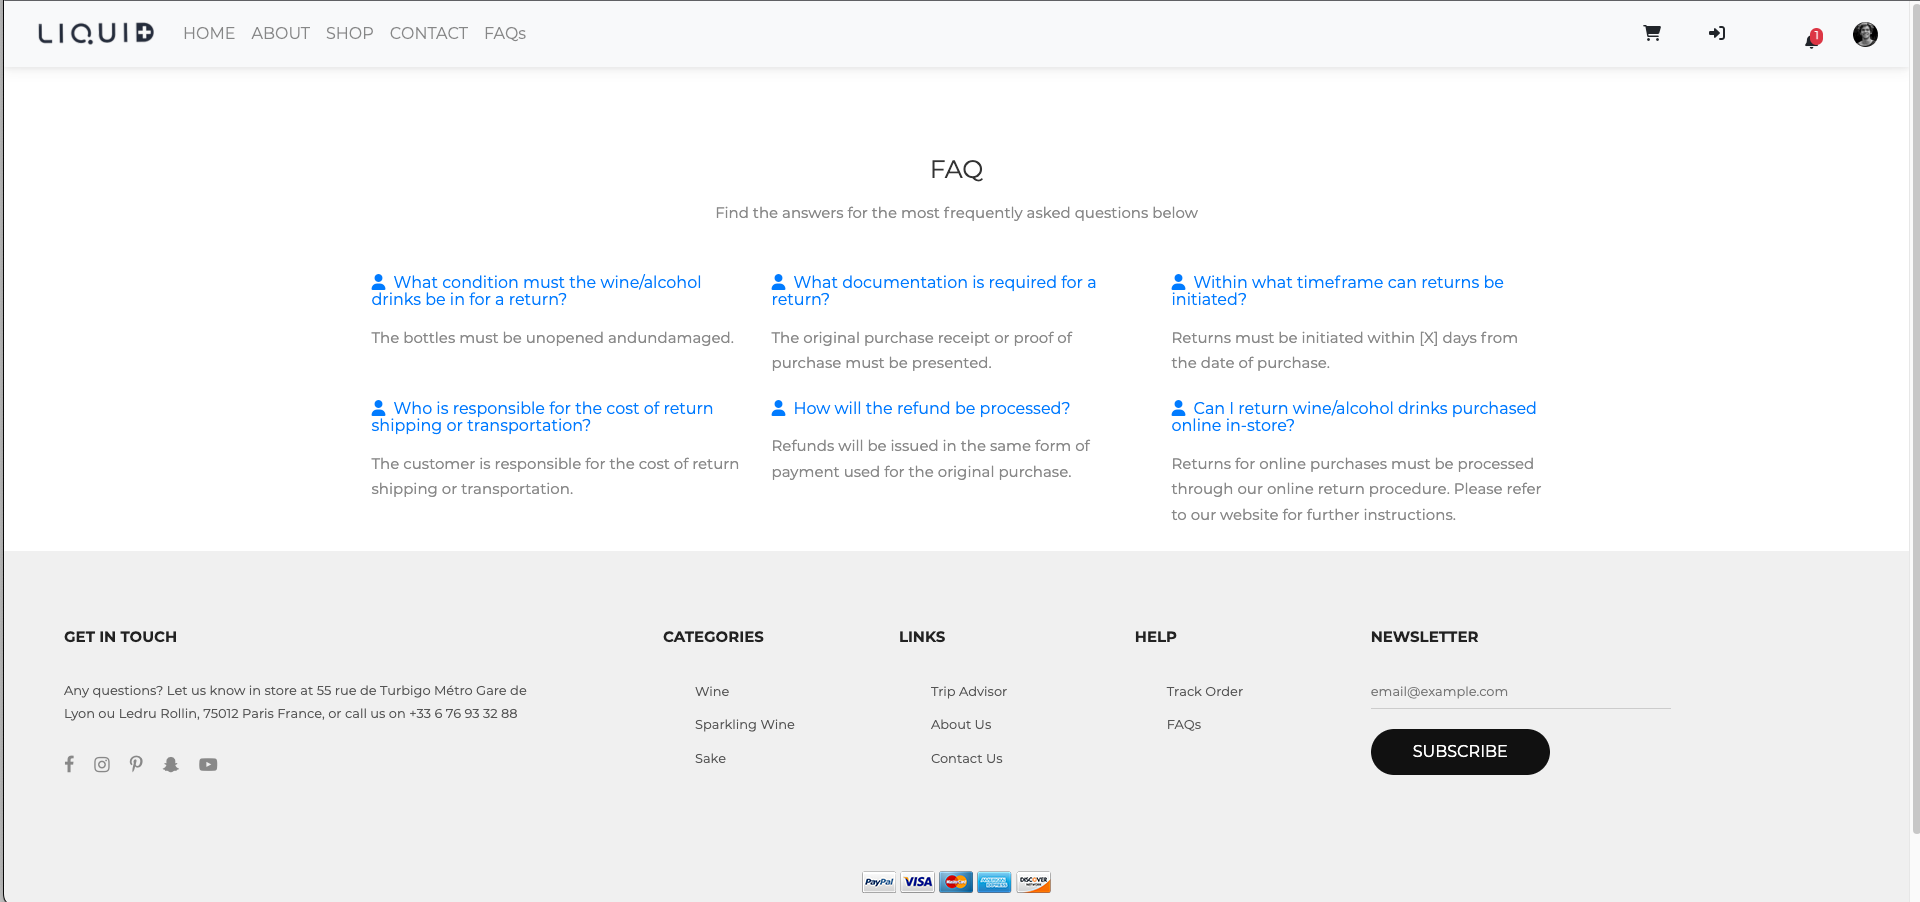 LIQUID
HOME ABOUT SHOP CONTACT FAQs
1
FAQ
Find the answers for the most frequently asked questions below
What condition must the wine/alcohol
drinks be in for a return?
The bottles must be unopened andundamaged.
What documentation is required for a
return?
The original purchase receipt or proof of
purchase must be presented.
Within what timeframe can returns be
initiated?
Returns must be initiated within [X] days from
the date of purchase.
Who is responsible for the cost of return
shipping or transportation?
The customer is responsible for the cost of return
shipping or transportation.
How will the refund be processed?
Refunds will be issued in the same form of
payment used for the original purchase.
Can I return wine/alcohol drinks purchased
online in-store?
Returns for online purchases must be processed
through our online return procedure. Please refer
to our website for further instructions.
GET IN TOUCH
Any questions? Let us know in store at 55 rue de Turbigo Métro Gare de
Lyon ou Ledru Rollin, 75012 Paris France, or call us on +33 6 76 93 32 88
CATEGORIES
Wine
Sparkling Wine
Sake
LINKS
Trip Advisor
About Us
Contact Us
HELP
Track Order
FAQs
NEWSLETTER
email@example.com
SUBSCRIBE
PayPal
VISA
MasterCard
AMERICAN EXPRESS
DISCOVER NETWORK